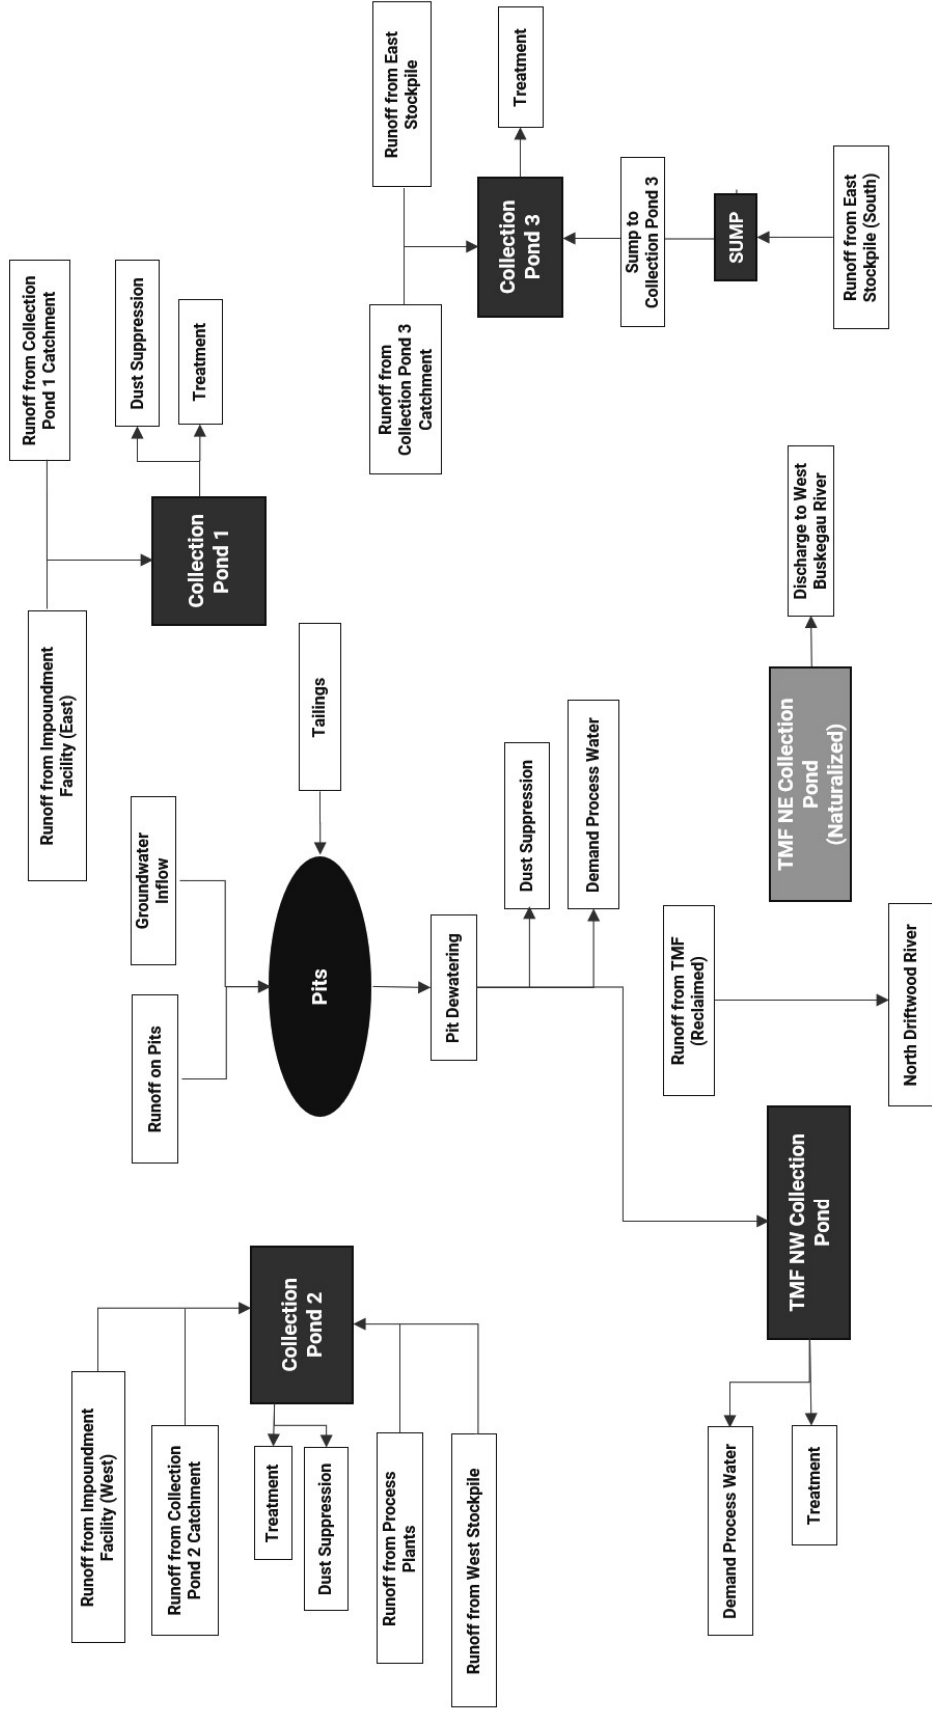 Runoff from Impoundment
Facility (West)
Runoff from Collection
Pond 2 Catchment
Collection
Pond 2
Treatment
Dust Suppression
Runoff from Process
Plants
Runoff from West Stockpile
Runoff on Pits
Groundwater
Inflow
Pits
Tailings
Pit Dewatering
Dust Suppression
Demand Process Water
Runoff from Impoundment
Facility (East)
Runoff from Collection
Pond 1 Catchment
Collection
Pond 1
Dust Suppression
Treatment
Runoff from
Collection Pond 3
Catchment
Runoff from East
Stockpile
Collection
Pond 3
Treatment
Sump to
Collection Pond 3
SUMP
Runoff from East
Stockpile (South)
Demand Process Water
Treatment
TMF NW Collection
Pond
Runoff from TMF
(Reclaimed)
North Driftwood River
TMF NE Collection
Pond
(Naturalized)
Discharge to West
Buskegau River